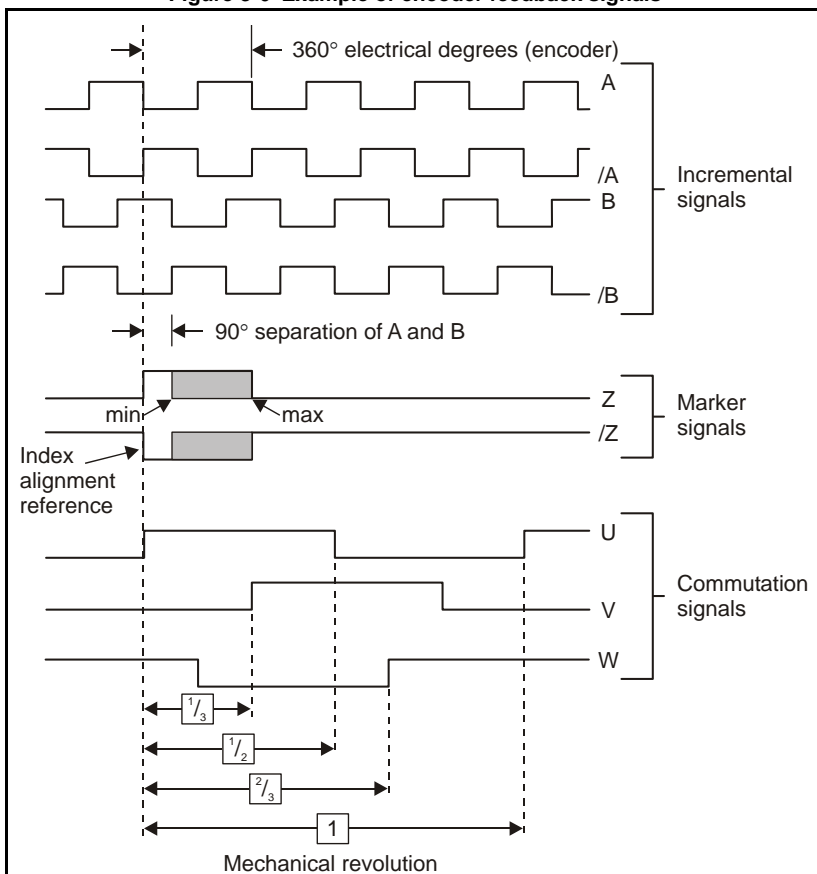 Figure 3-6 Example of encoder feedback signals
360° electrical degrees (encoder)
A
/A
B
/B
Incremental
signals
90° separation of A and B
min
max
Z
/Z
Marker
signals
Index
alignment
reference
U
V
W
Commutation
signals
1/3
1/2
2/3
1
Mechanical revolution